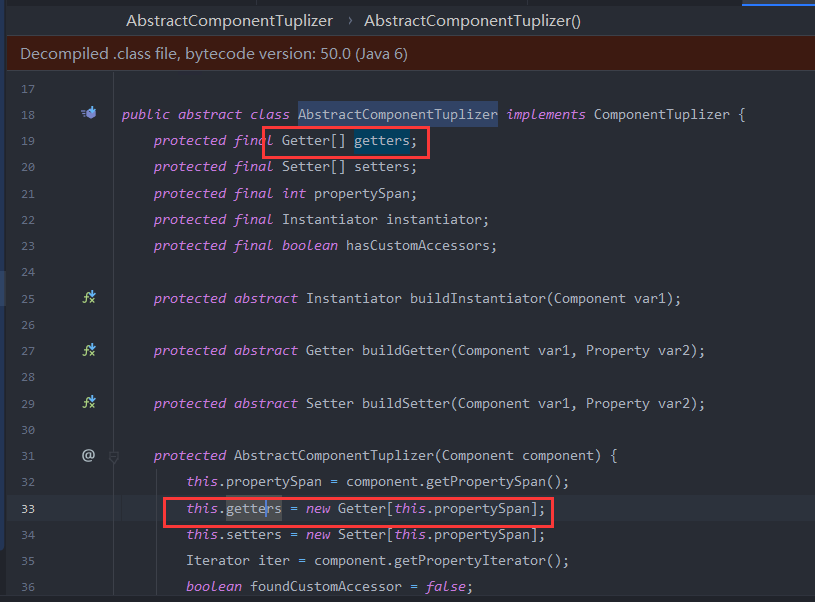 AbstractComponentTuplizer › AbstractComponentTuplizer()
Decompiled .class file, bytecode version: 50.0 (Java 6)
17
18 public abstract class AbstractComponentTuplizer implements ComponentTuplizer {
19 protected final Getter[] getters;
20 protected final Setter[] setters;
21 protected final int propertySpan;
22 protected final Instantiator instantiator;
23 protected final boolean hasCustomAccessors;
24
25 protected abstract Instantiator buildInstantiator(Component var1);
26
27 protected abstract Getter buildGetter(Component var1, Property var2);
28
29 protected abstract Setter buildSetter(Component var1, Property var2);
30
31 @ protected AbstractComponentTuplizer(Component component) {
32 this.propertySpan = component.getPropertySpan();
33 this.getters = new Getter[this.propertySpan];
34 this.setters = new Setter[this.propertySpan];
35 Iterator iter = component.getPropertyIterator();
36 boolean foundCustomAccessor = false;